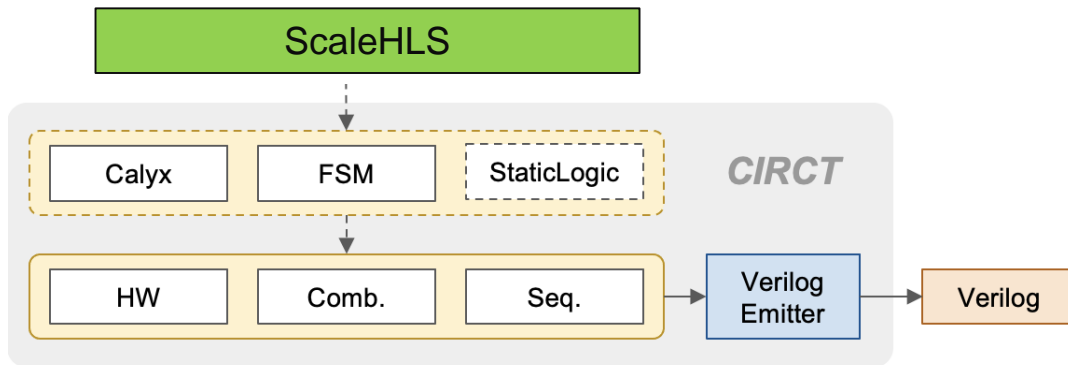 ScaleHLS
Calyx
FSM
StaticLogic
CIRCT
HW
Comb.
Seq.
Verilog
Emitter
Verilog